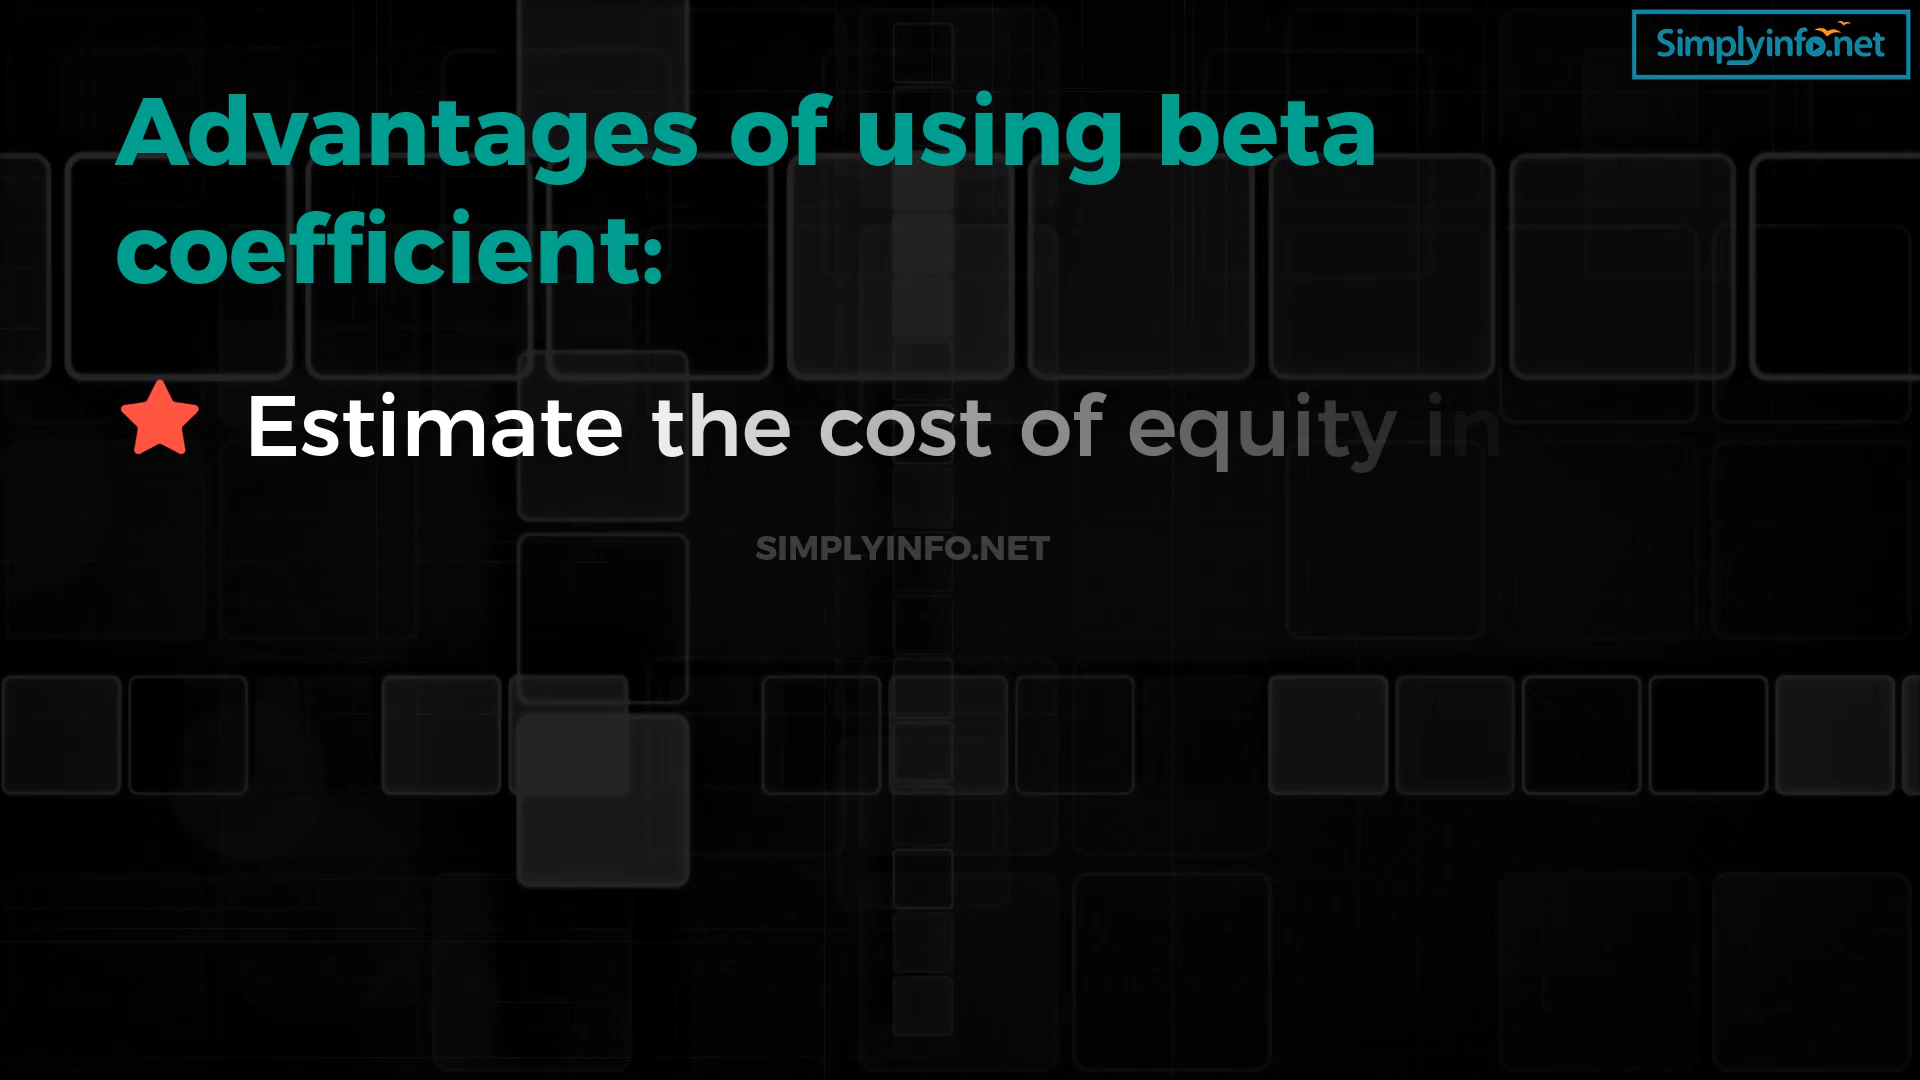 Simplyinfo.net
Advantages of using beta
coefficient:
Estimate the cost of equity in
SIMPLYINFO.NET